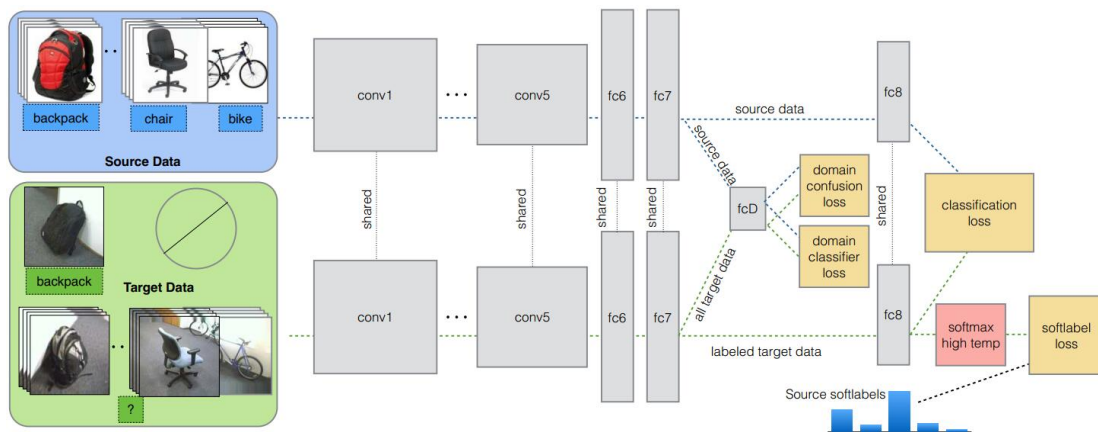 backpack
chair
bike
Source Data
backpack
Target Data
?
conv1
conv5
fc6
fc7
source data
fc8
shared
shared
shared
shared
source data
all target data
fcD
domain
confusion
loss
domain
classifier
loss
shared
classification
loss
conv1
conv5
fc6
fc7
labeled target data
fc8
softmax
high temp
softlabel
loss
Source softlabels